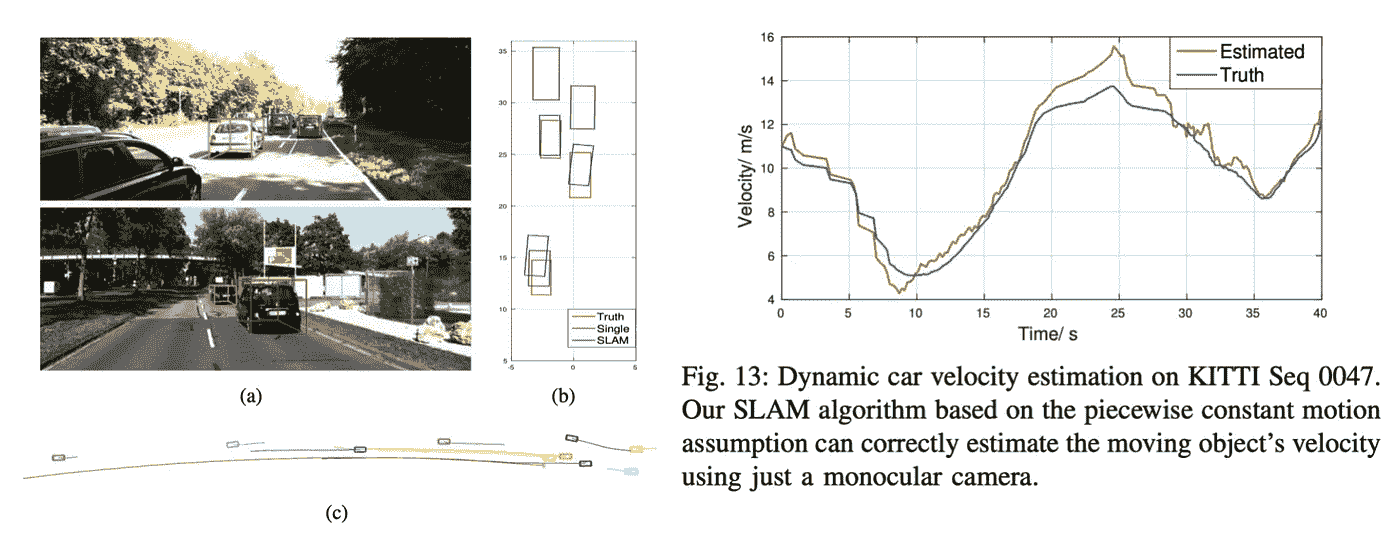 (a)
35
30
25
20
15
10
5
-5
0
5
Truth
Single
SLAM
(b)
(c)
16
14
12
10
8
6
4
0
5
10
15
20
25
30
35
40
Velocity/ m/s
Time/ s
Estimated
Truth
Fig. 13: Dynamic car velocity estimation on KITTI Seq 0047.
Our SLAM algorithm based on the piecewise constant motion
assumption can correctly estimate the moving object's velocity
using just a monocular camera.